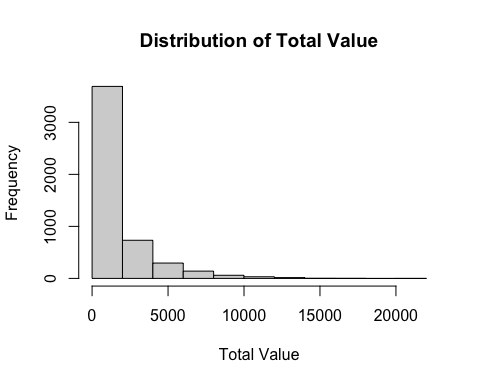 Distribution of Total Value
Frequency
3000
2000
1000
0
0 5000 10000 15000 20000
Total Value